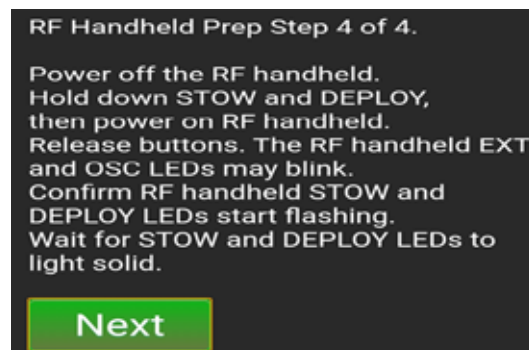 RF Handheld Prep Step 4 of 4.
Power off the RF handheld.
Hold down STOW and DEPLOY,
then power on RF handheld.
Release buttons. The RF handheld EXT
and OSC LEDs may blink.
Confirm RF handheld STOW and
DEPLOY LEDs start flashing.
Wait for STOW and DEPLOY LEDs to
light solid.
Next